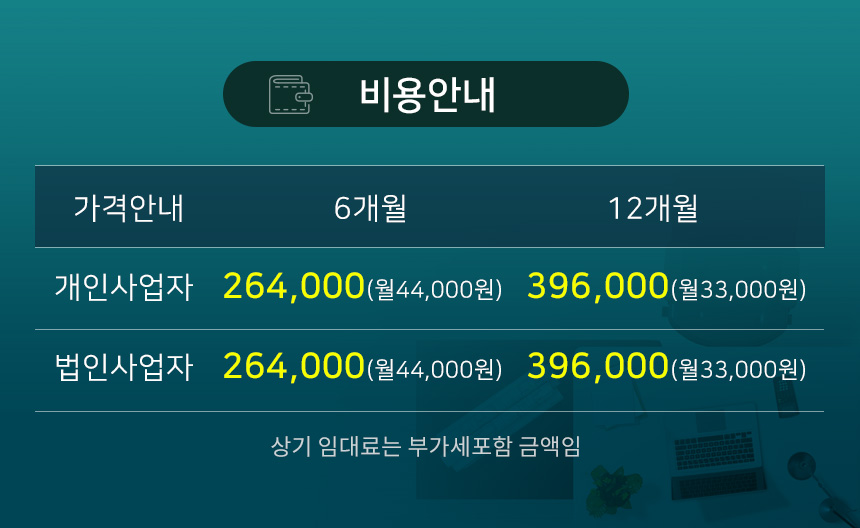 비용안내
가격안내 6개월 12개월
개인사업자 264,000(월44,000원) 396,000(월33,000원)
법인사업자 264,000(월44,000원) 396,000(월33,000원)
상기 임대료는 부가세포함 금액임